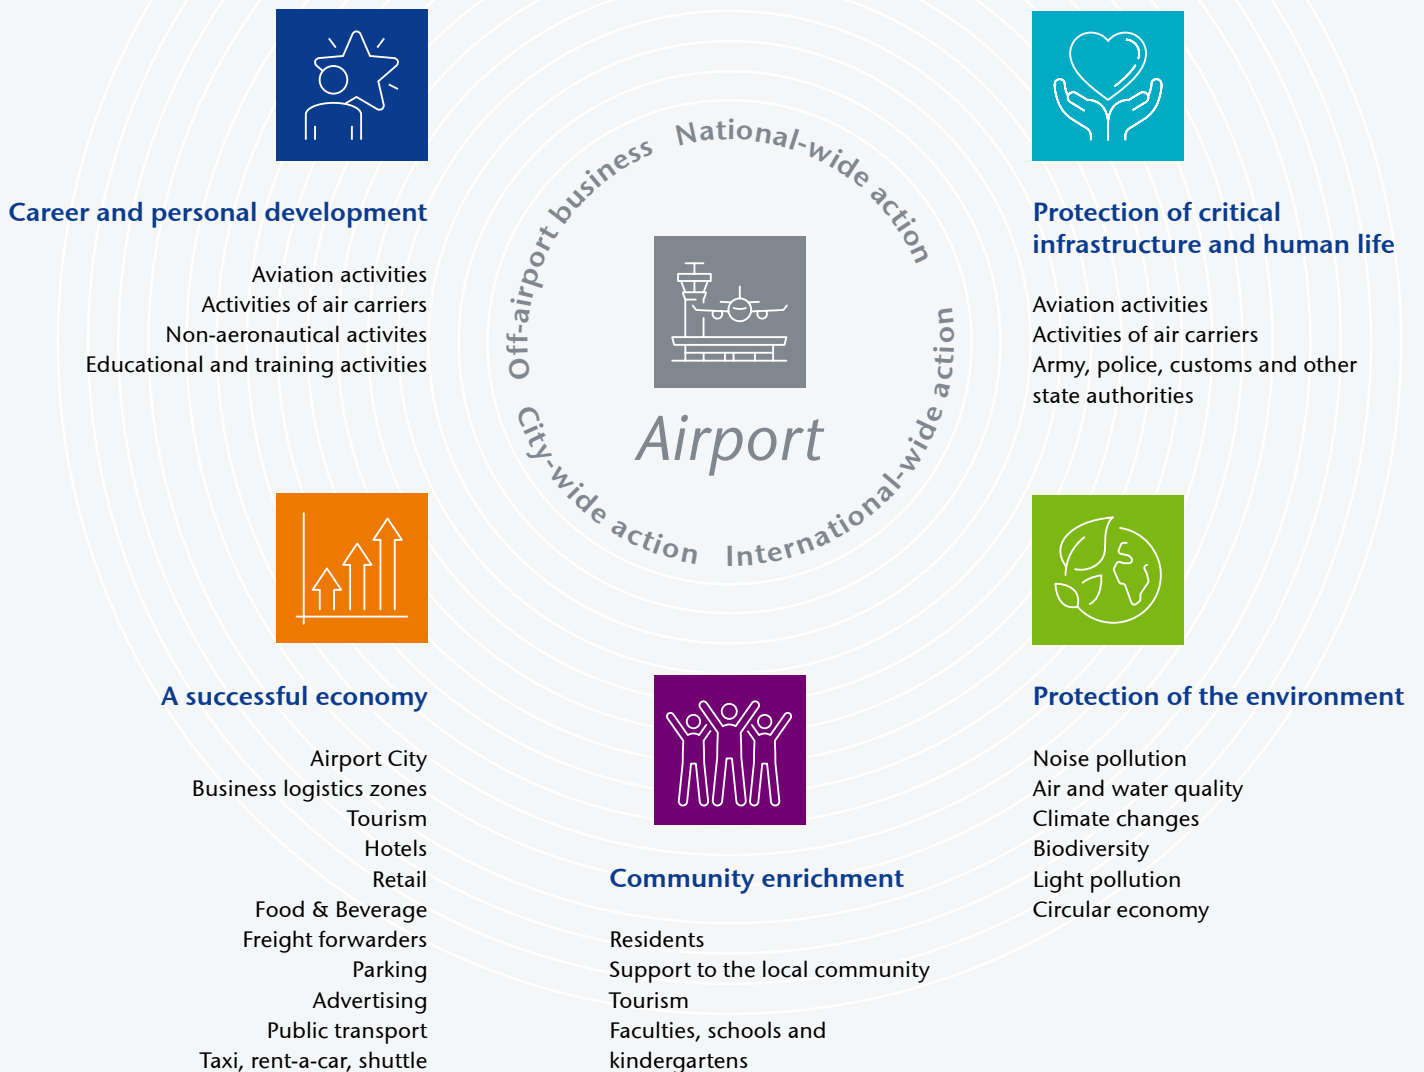 Career and personal development
Aviation activities
Activities of air carriers
Non-aeronautical activites
Educational and training activities
Off-airport business
National-wide action
International-wide action
City-wide action
Airport
Protection of critical
infrastructure and human life
Aviation activities
Activities of air carriers
Army, police, customs and other
state authorities
A successful economy
Airport City
Business logistics zones
Tourism
Hotels
Retail
Food & Beverage
Freight forwarders
Parking
Advertising
Public transport
Taxi, rent-a-car, shuttle
Community enrichment
Residents
Support to the local community
Tourism
Faculties, schools and
kindergartens
Protection of the environment
Noise pollution
Air and water quality
Climate changes
Biodiversity
Light pollution
Circular economy